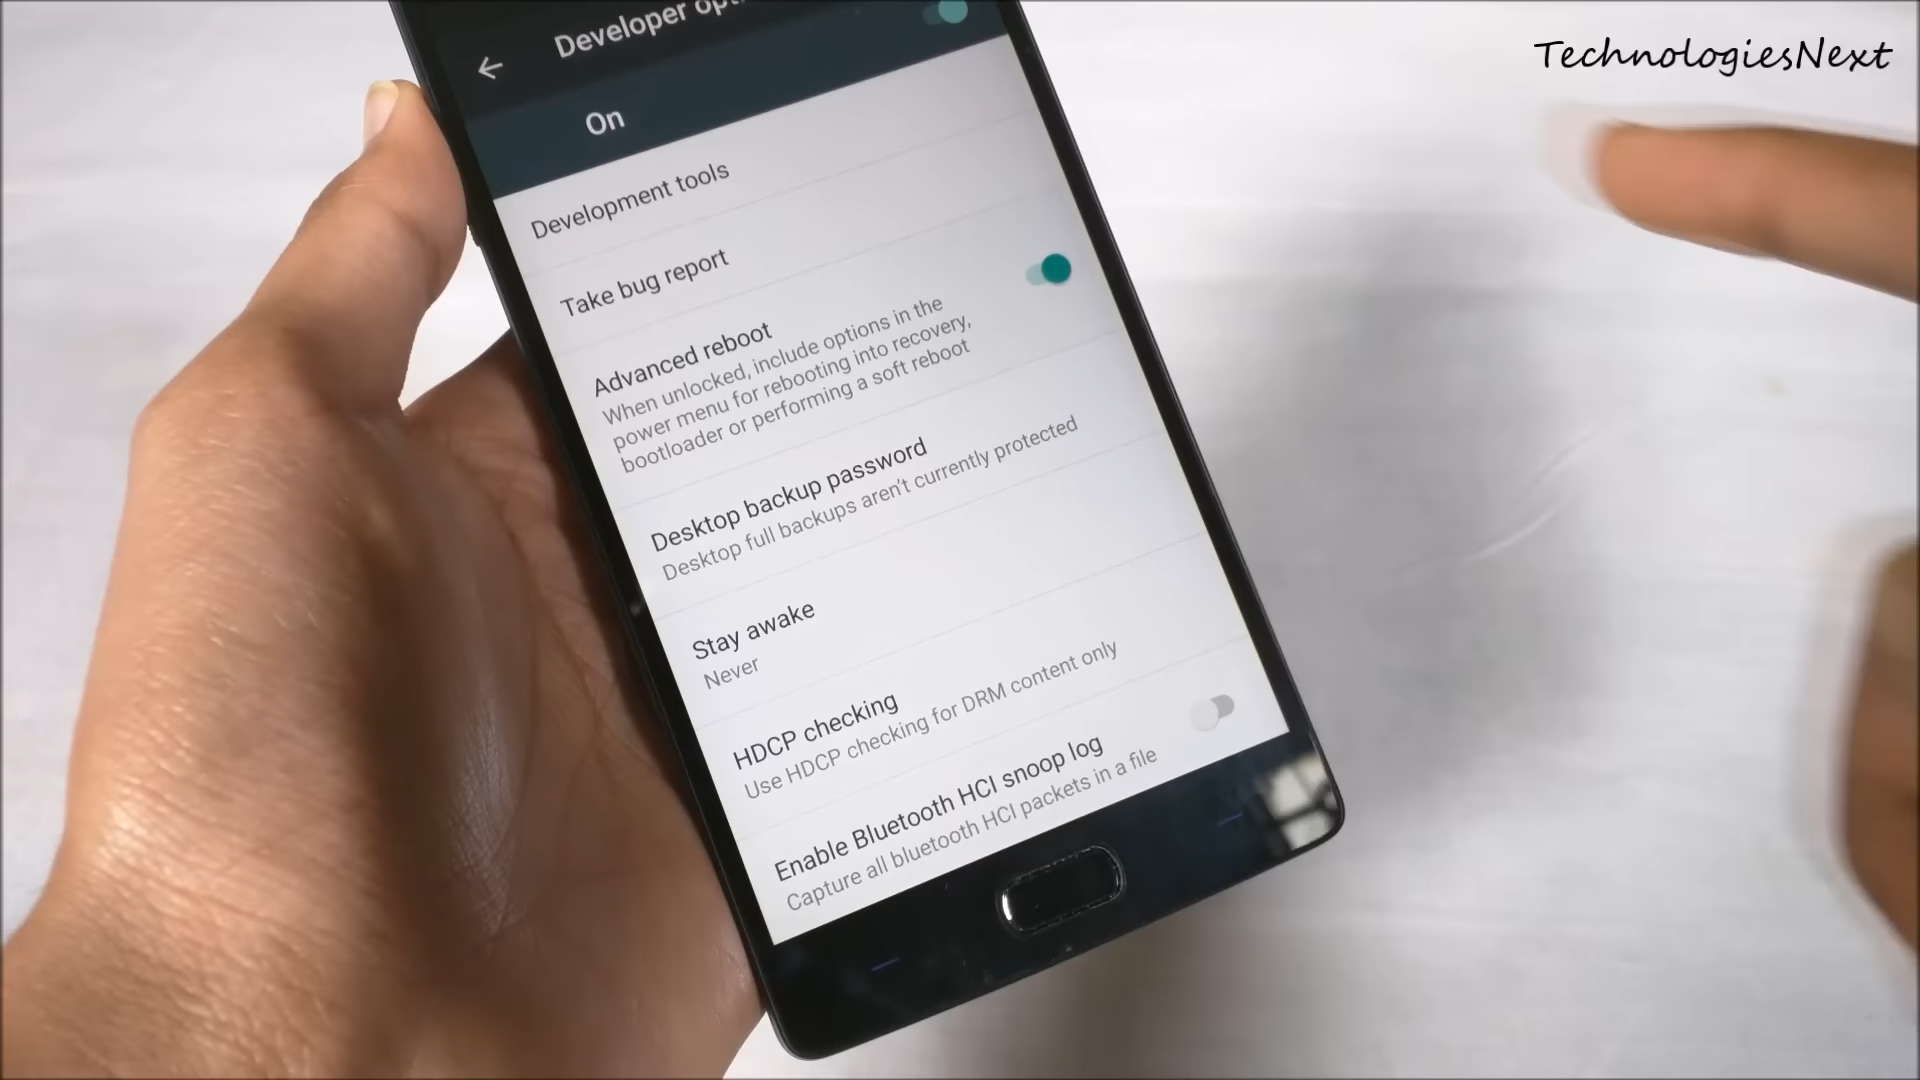 TechnologiesNext
Developer
On
Development tools
Take bug report
Advanced reboot
When unlocked, include options in the
power menu for rebooting into recovery,
bootloader or performing a soft reboot
Desktop backup password
Desktop full backups aren't currently protected
Stay awake
Never
HDCP checking
Use HDCP checking for DRM content only
Enable Bluetooth HCI snoop log
Capture all bluetooth HCI packets in a file